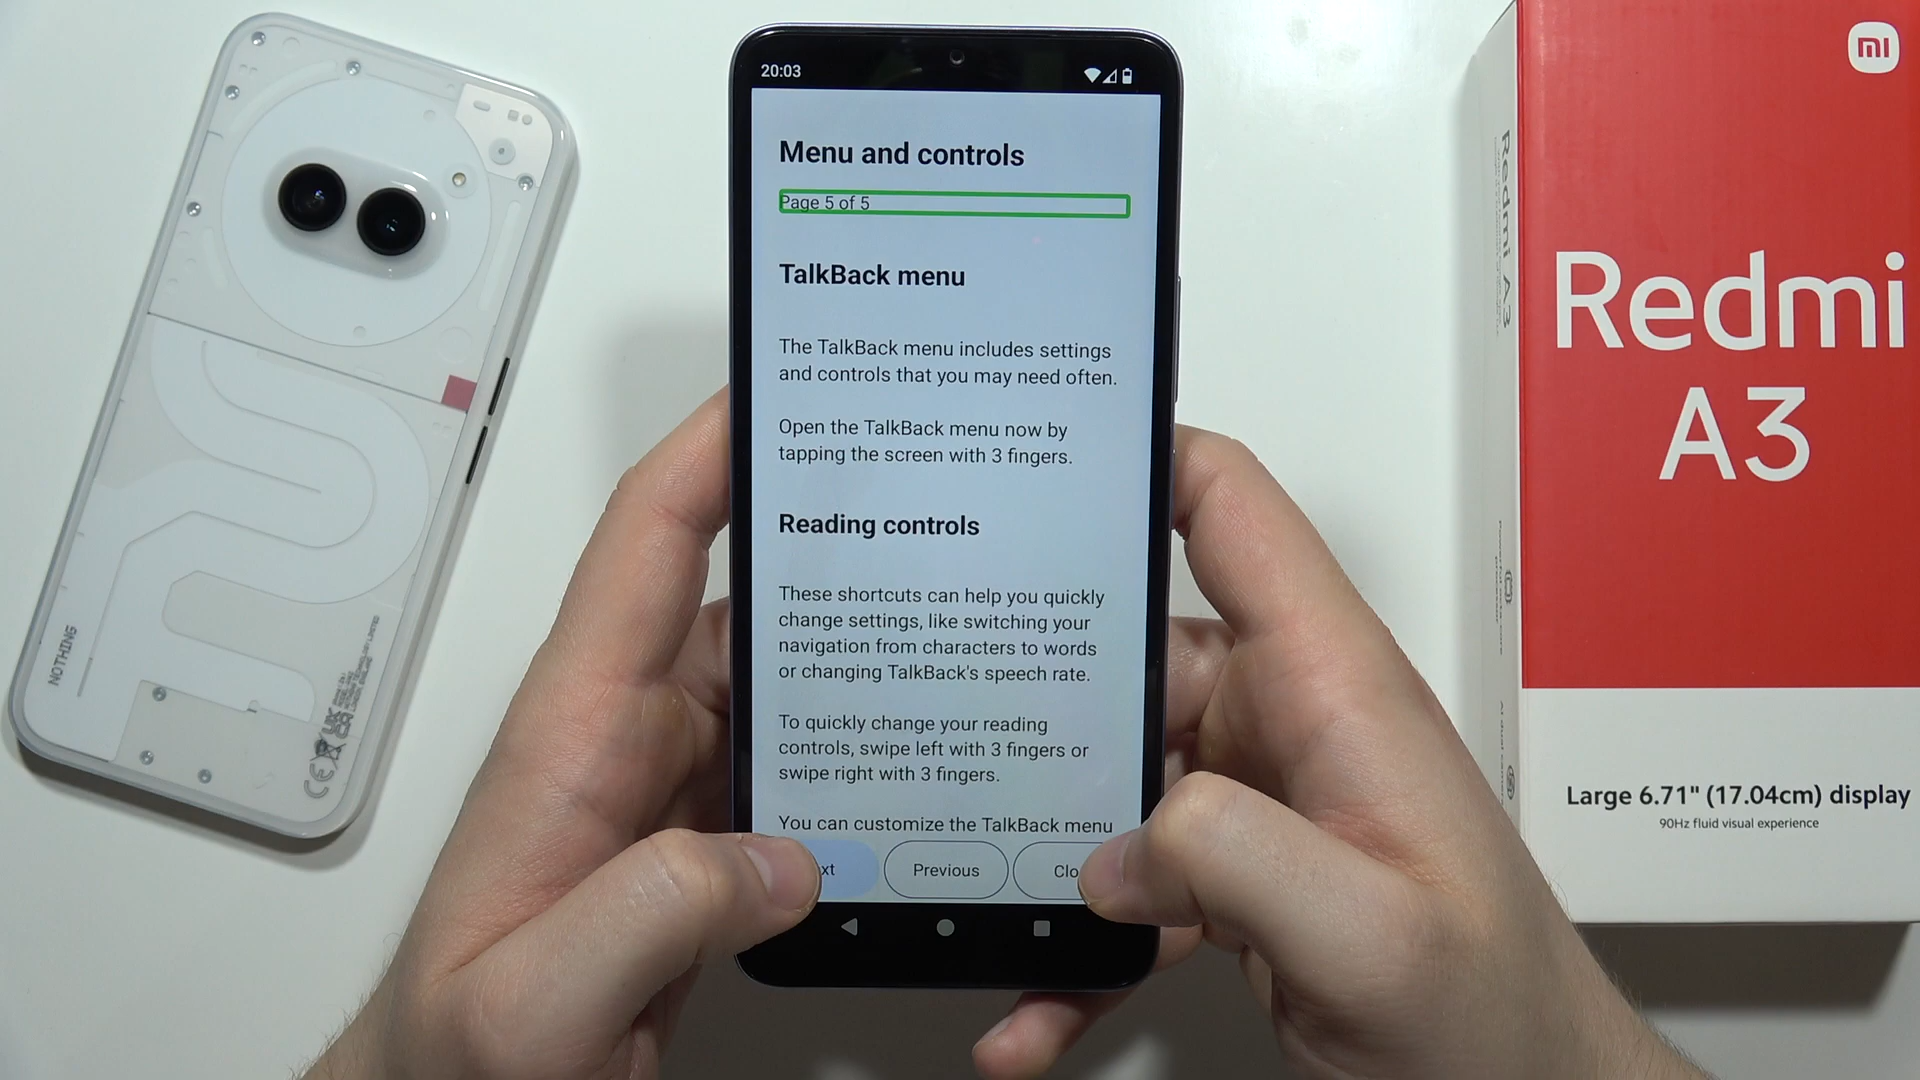 20:03
Menu and controls
Page 5 of 5
TalkBack menu
The TalkBack menu includes settings
and controls that you may need often.
Open the TalkBack menu now by
tapping the screen with 3 fingers.
Reading controls
These shortcuts can help you quickly
change settings, like switching your
navigation from characters to words
or changing TalkBack's speech rate.
To quickly change your reading
controls, swipe left with 3 fingers or
swipe right with 3 fingers.
You can customize the TalkBack menu
xt
Previous
Clo
NOTHING
mi
Redmi
A3
Large 6.71" (17.04cm) display
90Hz fluid visual experience
Redmi A3